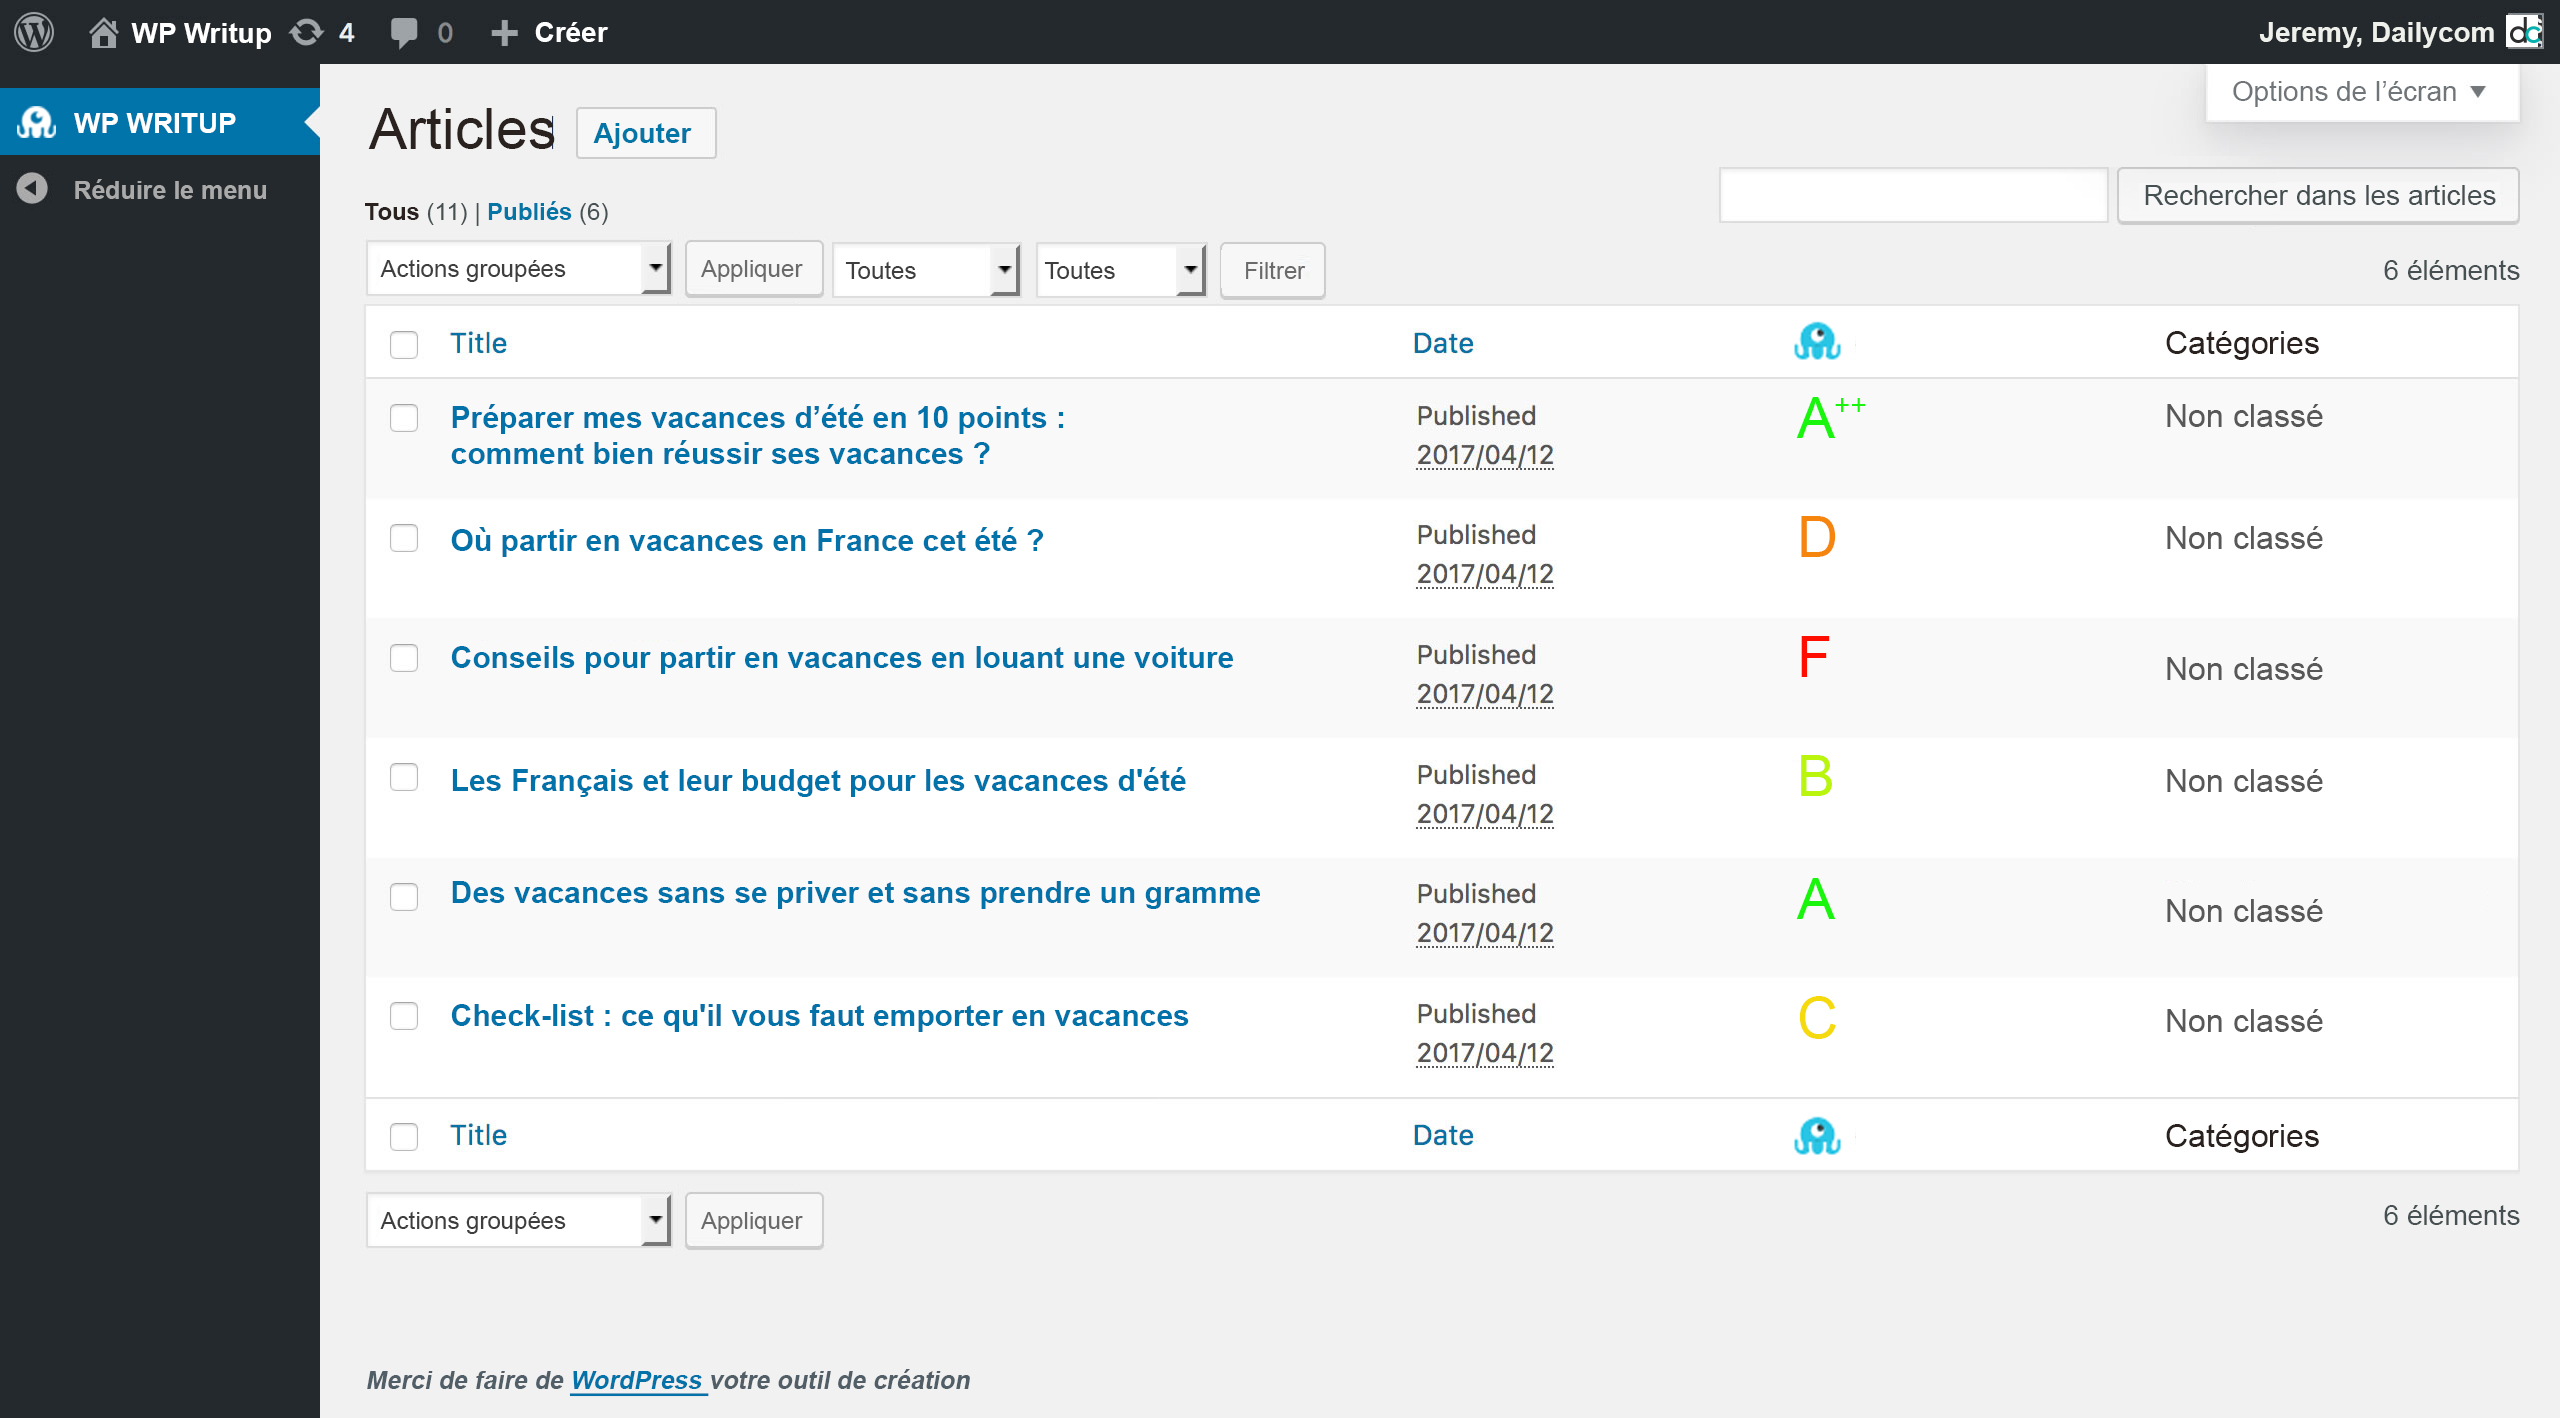 WP Writup 4 0 + Créer Jeremy, Dailycom dc
WP WRITUP
Réduire le menu
Options de l’écran ▼
Articles Ajouter
Rechercher dans les articles
Tous (11) | Publiés (6)
Actions groupées Appliquer Toutes Toutes Filtrer 6 éléments
Title Date Catégories
Préparer mes vacances d’été en 10 points : Published A++ Non classé
comment bien réussir ses vacances ? 2017/04/12
Où partir en vacances en France cet été ? Published D Non classé
2017/04/12
Conseils pour partir en vacances en louant une voiture Published F Non classé
2017/04/12
Les Français et leur budget pour les vacances d'été Published B Non classé
2017/04/12
Des vacances sans se priver et sans prendre un gramme Published A Non classé
2017/04/12
Check-list : ce qu'il vous faut emporter en vacances Published C Non classé
2017/04/12
Title Date Catégories
Actions groupées Appliquer 6 éléments
Merci de faire de WordPress votre outil de création